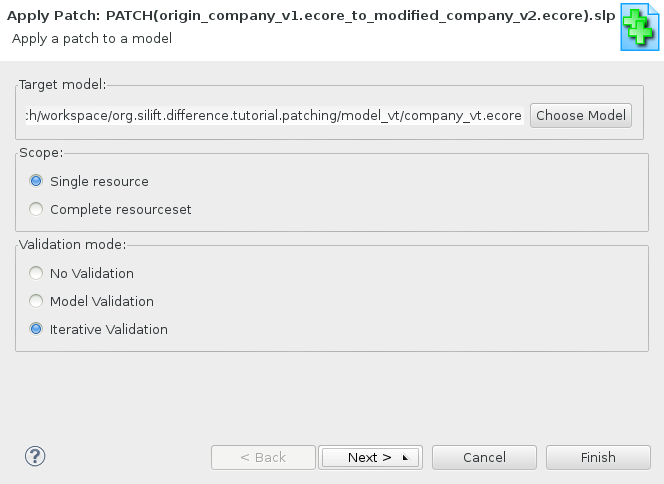 Apply Patch: PATCH(origin_company_v1.ecore_to_modified_company_v2.ecore).slp
Apply a patch to a model
Target model:
:h/workspace/org.silift.difference.tutorial.patching/model_vt/company_vt.ecore
Choose Model
Scope:
Single resource
Complete resourceset
Validation mode:
No Validation
Model Validation
Iterative Validation
?
< Back
Next >
Cancel
Finish